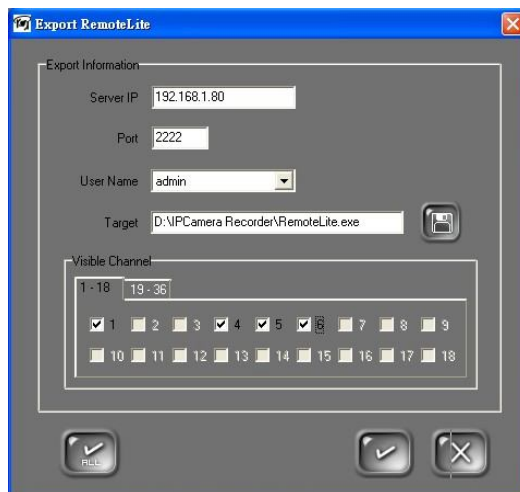 Export RemoteLite
Export Information
Server IP 192.168.1.80
Port 2222
User Name admin
Target D:\IPCamera Recorder\RemoteLite.exe
Visible Channel
1 - 18 19 - 36
1 2 3 4 5 6 7 8 9
10 11 12 13 14 15 16 17 18
ALL